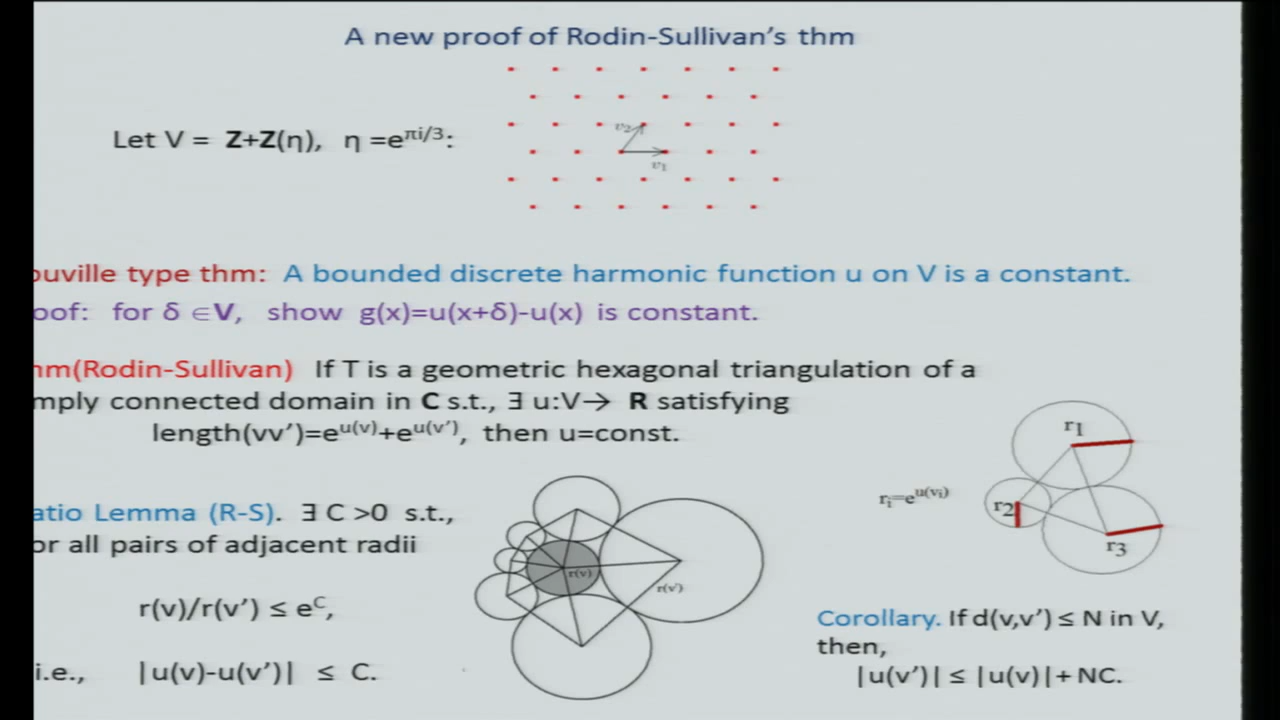 A new proof of Rodin-Sullivan's thm
Let V = Z+Z(η), η =e^{πi/3}:
v₂
v₁
ouville type thm: A bounded discrete harmonic function u on V is a constant.
oof: for δ ∈V, show g(x)=u(x+δ)-u(x) is constant.
hm(Rodin-Sullivan) If T is a geometric hexagonal triangulation of a
mply connected domain in C s.t., ∃ u:V→ R satisfying
length(vv')=e^{u(v)}+e^{u(v')}, then u=const.
atio Lemma (R-S). ∃ C >0 s.t.,
or all pairs of adjacent radii
r(v)/r(v') ≤ e^C,
i.e., |u(v)-u(v')| ≤ C.
r(v)
r(v')
r_i=e^{u(v_i)}
r1
r2
r3
Corollary. If d(v,v') ≤ N in V,
then,
|u(v')| ≤ |u(v)|+ NC.